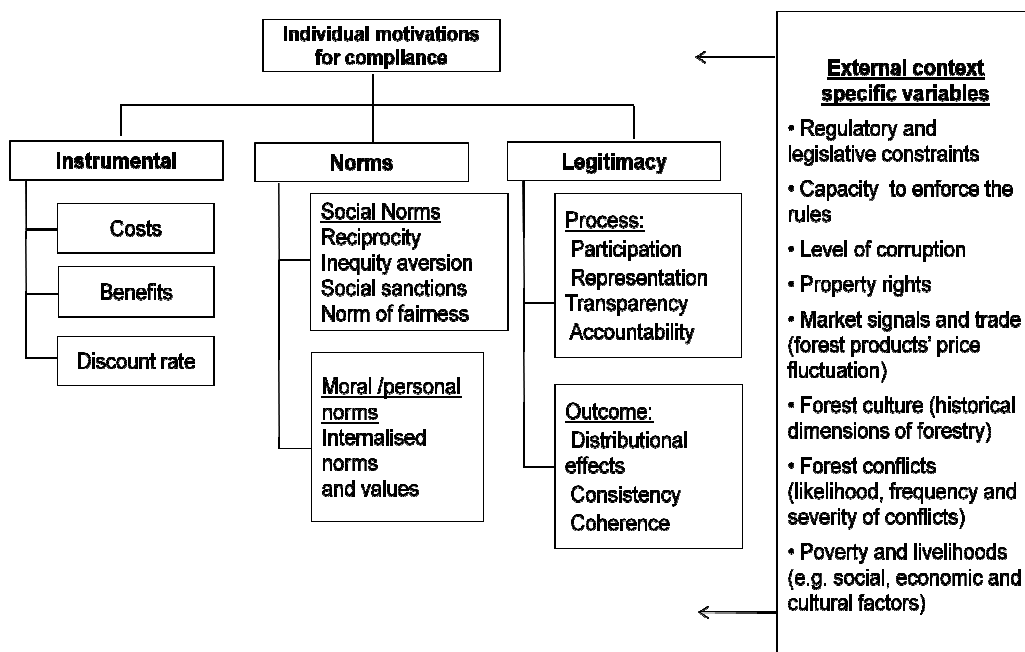 Individual motivations
for compliance
Instrumental
Costs
Benefits
Discount rate
Norms
Social Norms
Reciprocity
Inequity aversion
Social sanctions
Norm of fairness
Moral /personal
norms
Internalised
norms
and values
Legitimacy
Process:
Participation
Representation
Transparency
Accountability
Outcome:
Distributional
effects
Consistency
Coherence
External context
specific variables
• Regulatory and
legislative constraints
• Capacity to enforce the
rules
• Level of corruption
• Property rights
• Market signals and trade
(forest products' price
fluctuation)
• Forest culture (historical
dimensions of forestry)
• Forest conflicts
(likelihood, frequency and
severity of conflicts)
• Poverty and livelihoods
(e.g. social, economic and
cultural factors)